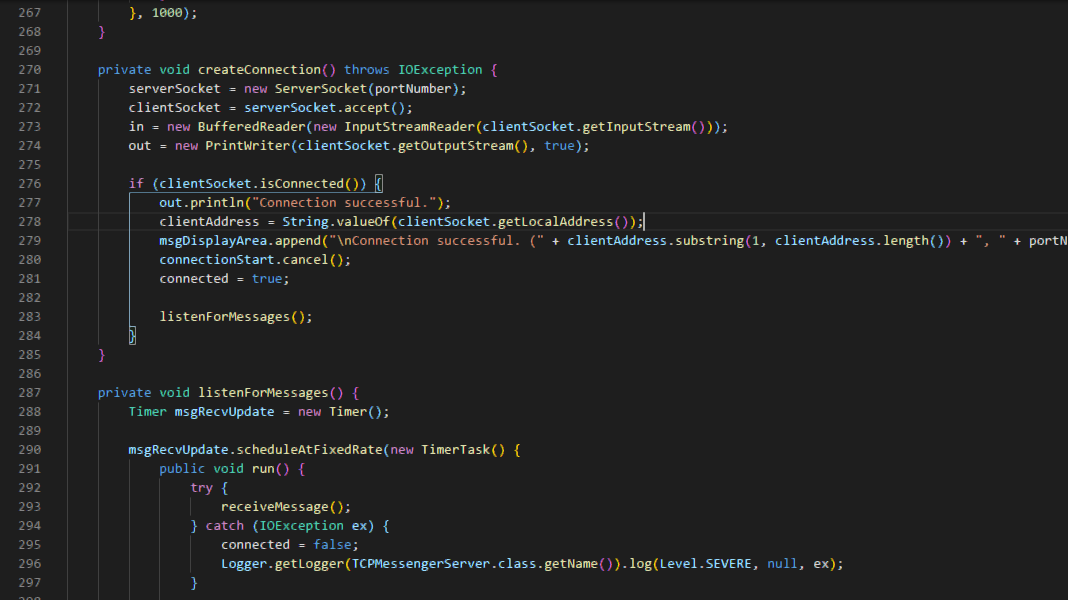 267 }, 1000);
268 }
269
270 private void createConnection() throws IOException {
271 serverSocket = new ServerSocket(portNumber);
272 clientSocket = serverSocket.accept();
273 in = new BufferedReader(new InputStreamReader(clientSocket.getInputStream()));
274 out = new PrintWriter(clientSocket.getOutputStream(), true);
275
276 if (clientSocket.isConnected()) {
277 out.println("Connection successful.");
278 clientAddress = String.valueOf(clientSocket.getLocalAddress());
279 msgDisplayArea.append("\nConnection successful. (" + clientAddress.substring(1, clientAddress.length()) + ", " + portN
280 connectionStart.cancel();
281 connected = true;
282
283 listenForMessages();
284 }
285 }
286
287 private void listenForMessages() {
288 Timer msgRecvUpdate = new Timer();
289
290 msgRecvUpdate.scheduleAtFixedRate(new TimerTask() {
291 public void run() {
292 try {
293 receiveMessage();
294 } catch (IOException ex) {
295 connected = false;
296 Logger.getLogger(TCPMessengerServer.class.getName()).log(Level.SEVERE, null, ex);
297 }